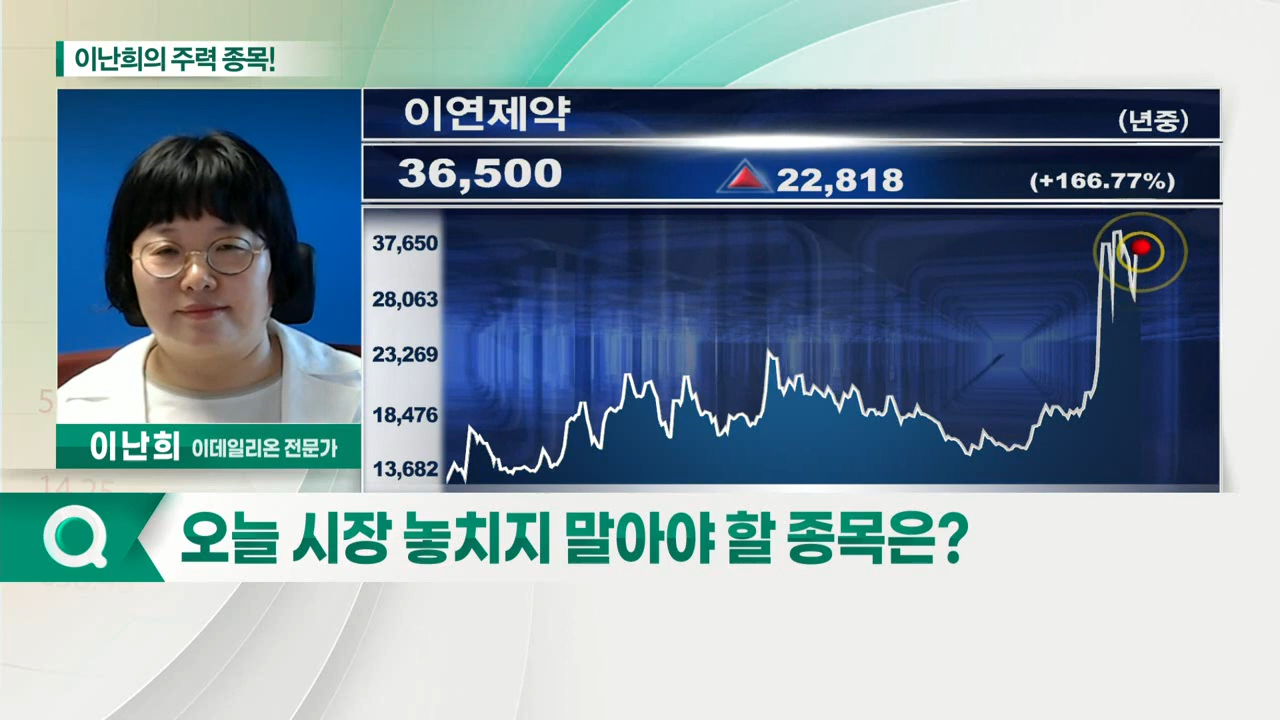 이난희의 주력 종목!
이연제약 (년중)
36,500 22,818 (+166.77%)
37,650
28,063
23,269
18,476
13,682
이난희 이데일리온 전문가
오늘 시장 놓치지 말아야 할 종목은?